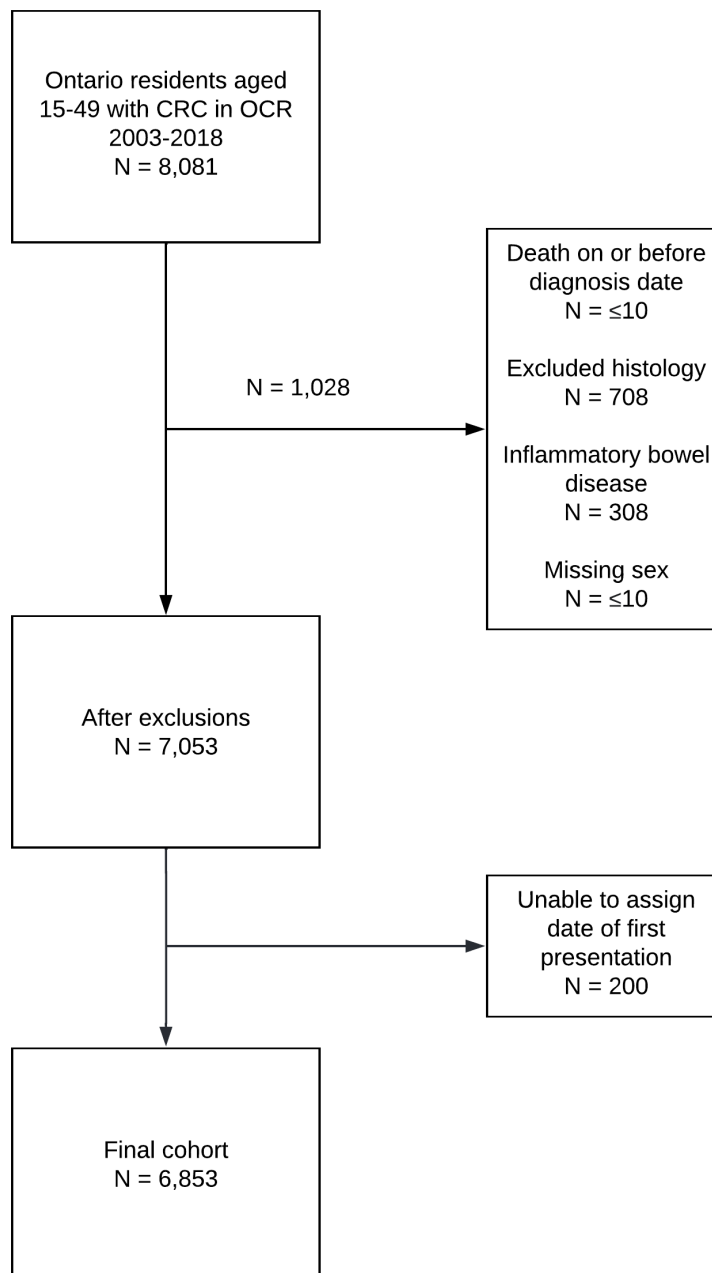 Ontario residents aged
15-49 with CRC in OCR
2003-2018
N = 8,081
Death on or before
diagnosis date
N = ≤10
Excluded histology
N = 708
Inflammatory bowel
disease
N = 308
Missing sex
N = ≤10
N = 1,028
After exclusions
N = 7,053
Unable to assign
date of first
presentation
N = 200
Final cohort
N = 6,853